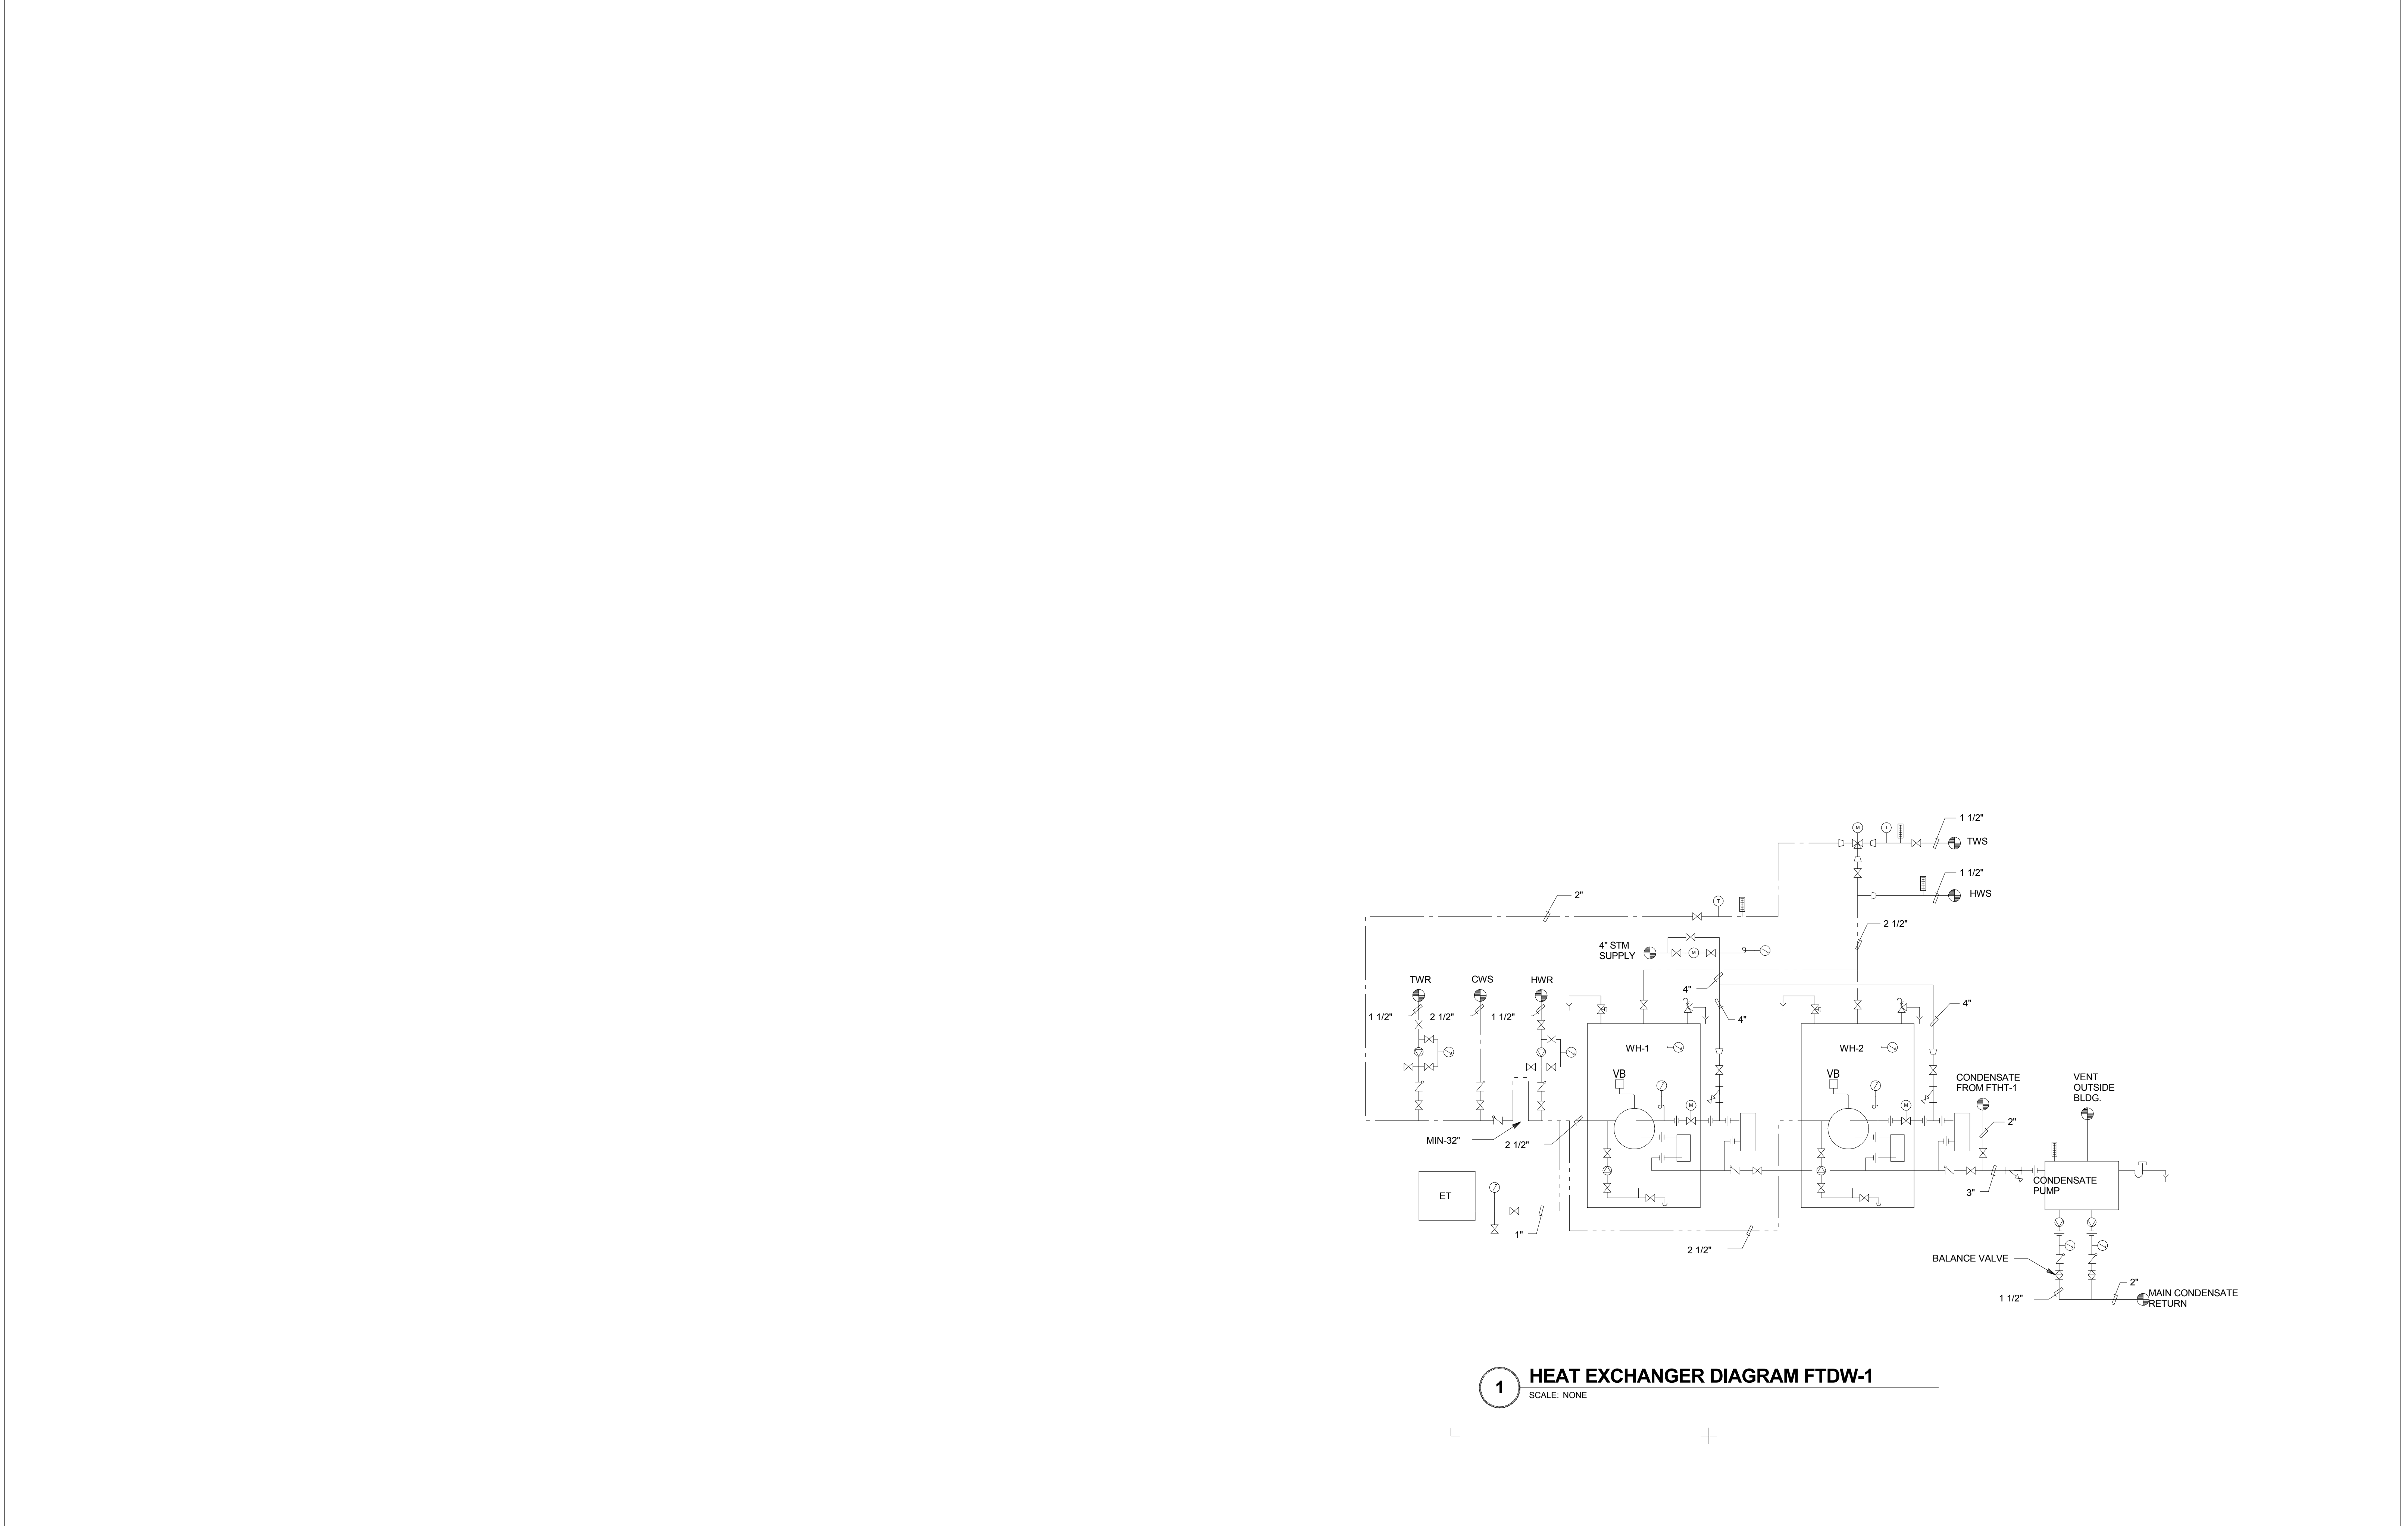 1 1/2"
M
T
TWS
1 1/2"
HWS
2"
T
2 1/2"
4" STM
SUPPLY
M
TWR
CWS
HWR
4"
4"
4"
1 1/2"
2 1/2"
1 1/2"
WH-1
WH-2
VB
VB
CONDENSATE
FROM FTHT-1
VENT
OUTSIDE
BLDG.
M
M
2"
MIN-32"
2 1/2"
CONDENSATE
PUMP
3"
ET
1"
2 1/2"
BALANCE VALVE
2"
1 1/2"
MAIN CONDENSATE
RETURN
1
HEAT EXCHANGER DIAGRAM FTDW-1
SCALE: NONE